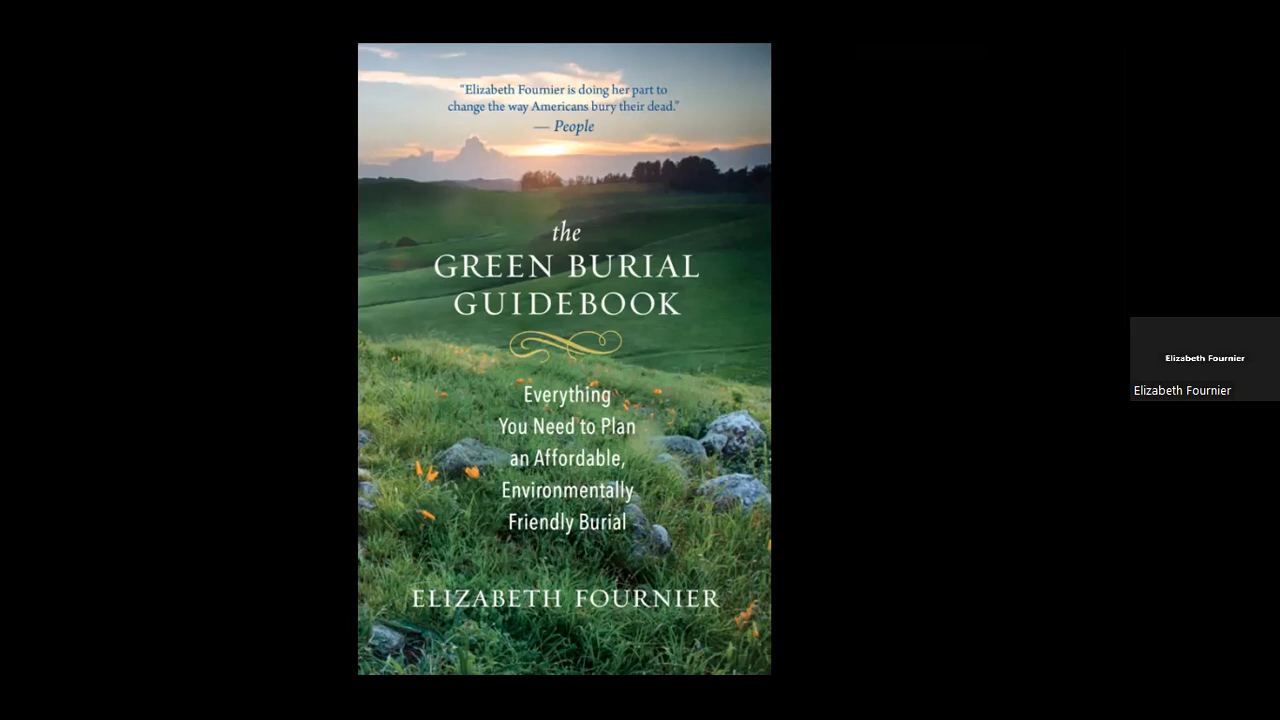 “Elizabeth Fournier is doing her part to
change the way Americans bury their dead.”
— People
the
GREEN BURIAL
GUIDEBOOK
Everything
You Need to Plan
an Affordable,
Environmentally
Friendly Burial
ELIZABETH FOURNIER
Elizabeth Fournier
Elizabeth Fournier